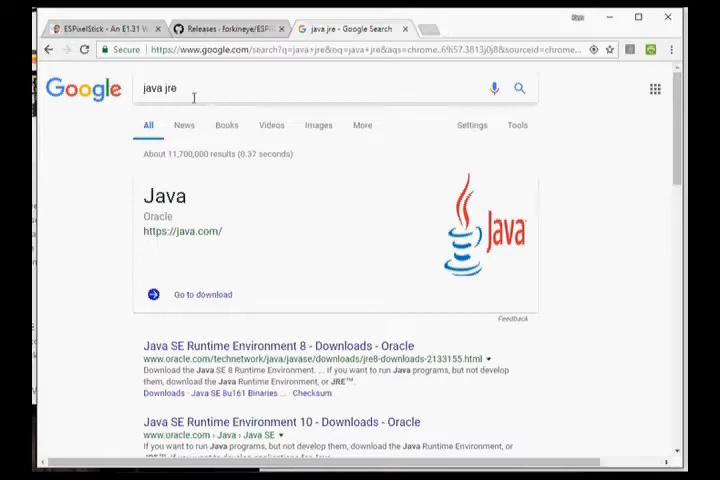 ESPixelStick - An E1.31 W
Releases · forkineye/ESPi
java jre - Google Search
Secure
https://www.google.com/search?q=java+jre&oq=java+jre&aqs=chrome..69i57.3813j0j8&sourceid=chrome...
Google
java jre
All
News
Books
Videos
Images
More
Settings
Tools
About 11,700,000 results (0.37 seconds)
Java
Oracle
https://java.com/
Java
Go to download
Feedback
Java SE Runtime Environment 8 - Downloads - Oracle
www.oracle.com/technetwork/java/javase/downloads/jre8-downloads-2133155.html
Download the Java SE 8 Runtime Environment. ... If you want to run Java programs, but not develop
them, download the Java Runtime Environment, or JRE™.
Downloads · Java SE 8u161 Binaries ... · Checksum
Java SE Runtime Environment 10 - Downloads - Oracle
www.oracle.com › Java › Java SE
If you want to run Java programs, but not develop them, download the Java Runtime Environment, or